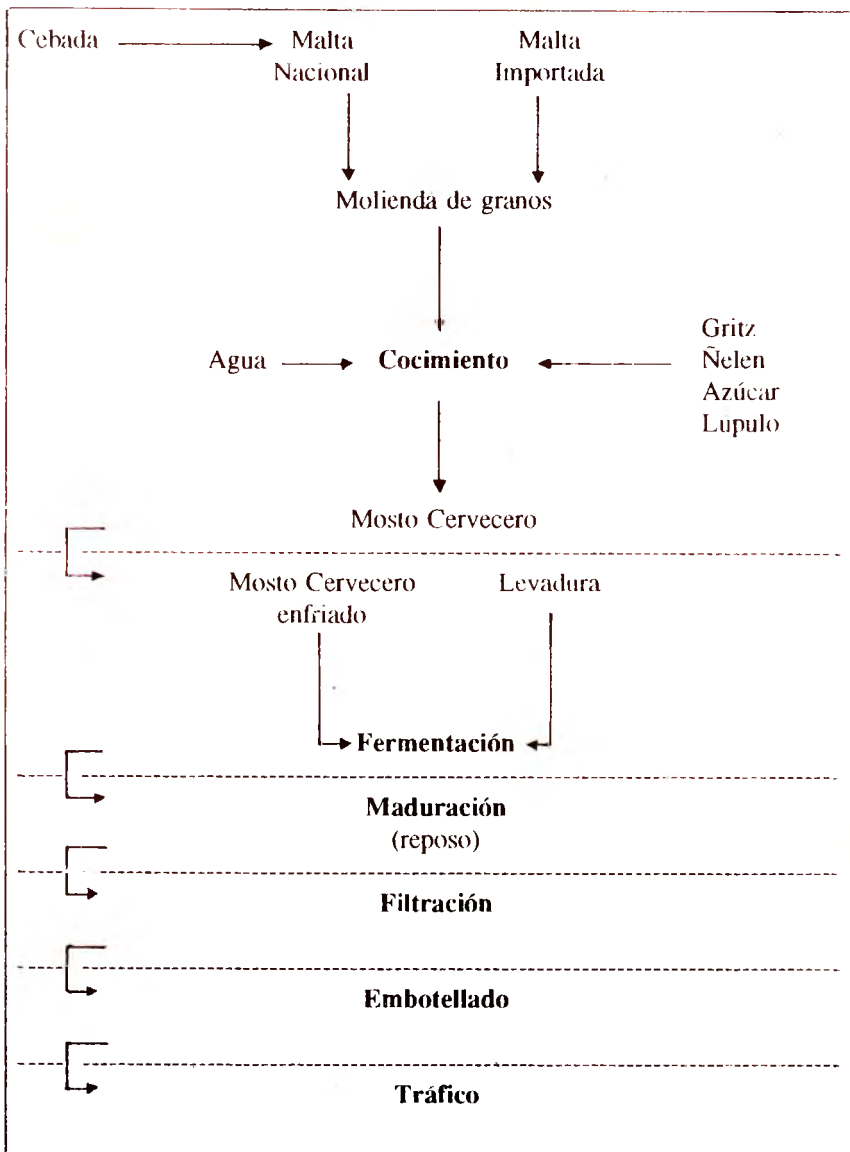 Cebada
Malta
Nacional
Malta
Importada
Molienda de granos
Agua
Cocimiento
Gritz
Ñelen
Azúcar
Lúpulo
Mosto Cervecero
Mosto Cervecero
enfriado
Levadura
Fermentación
Maduración
(reposo)
Filtración
Embotellado
Tráfico